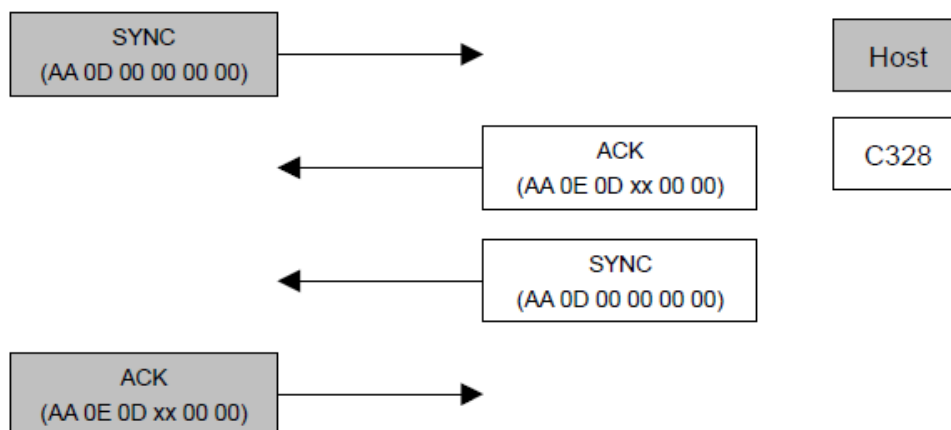 SYNC
(AA 0D 00 00 00 00)
Host
ACK
(AA 0E 0D xx 00 00)
C328
SYNC
(AA 0D 00 00 00 00)
ACK
(AA 0E 0D xx 00 00)